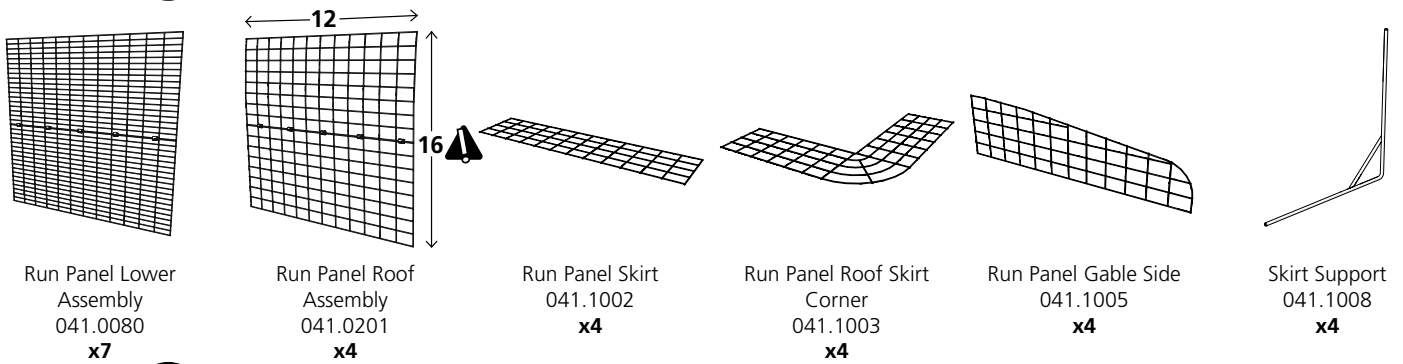 12
16
Run Panel Lower
Assembly
041.0080
x7
Run Panel Roof
Assembly
041.0201
x4
Run Panel Skirt
041.1002
x4
Run Panel Roof Skirt
Corner
041.1003
x4
Run Panel Gable Side
041.1005
x4
Skirt Support
041.1008
x4